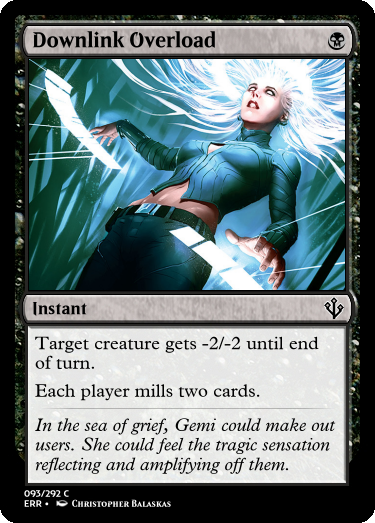 Downlink Overload
Instant
Target creature gets -2/-2 until end
of turn.
Each player mills two cards.
In the sea of grief, Gemi could make out
users. She could feel the tragic sensation
reflecting and amplifying off them.
093/292 C
ERR • Christopher Balaskas